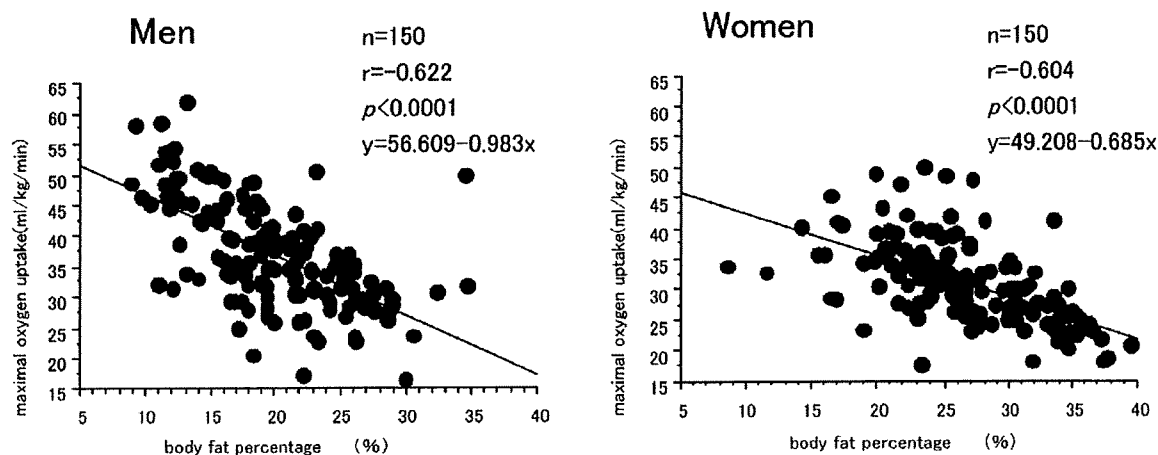 Men
n=150
r=-0.622
p<0.0001
y=56.609-0.983x
maximal oxygen uptake(ml/kg/min)
65
60
55
50
45
40
35
30
25
20
15
5 10 15 20 25 30 35 40
body fat percentage (%)
Women
n=150
r=-0.604
p<0.0001
y=49.208-0.685x
maximal oxygen uptake(ml/kg/min)
65
60
55
50
45
40
35
30
25
20
15
5 10 15 20 25 30 35 40
body fat percentage (%)